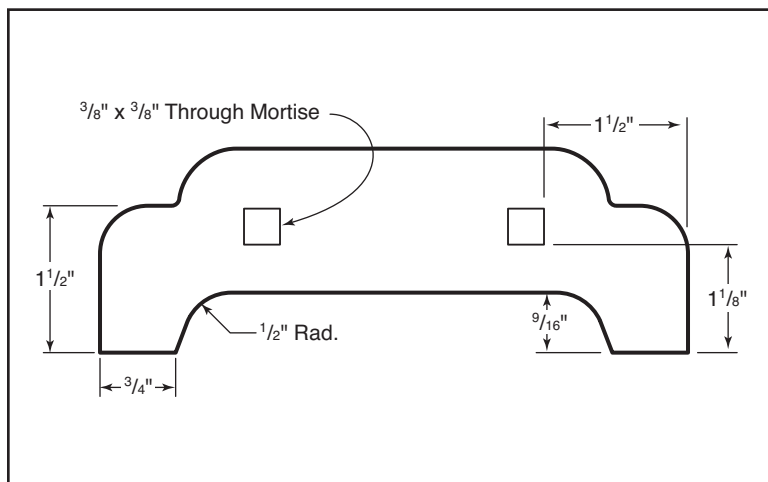 3/8" x 3/8" Through Mortise
1 1/2"
1 1/2"
1 1/8"
9/16"
1/2" Rad.
3/4"